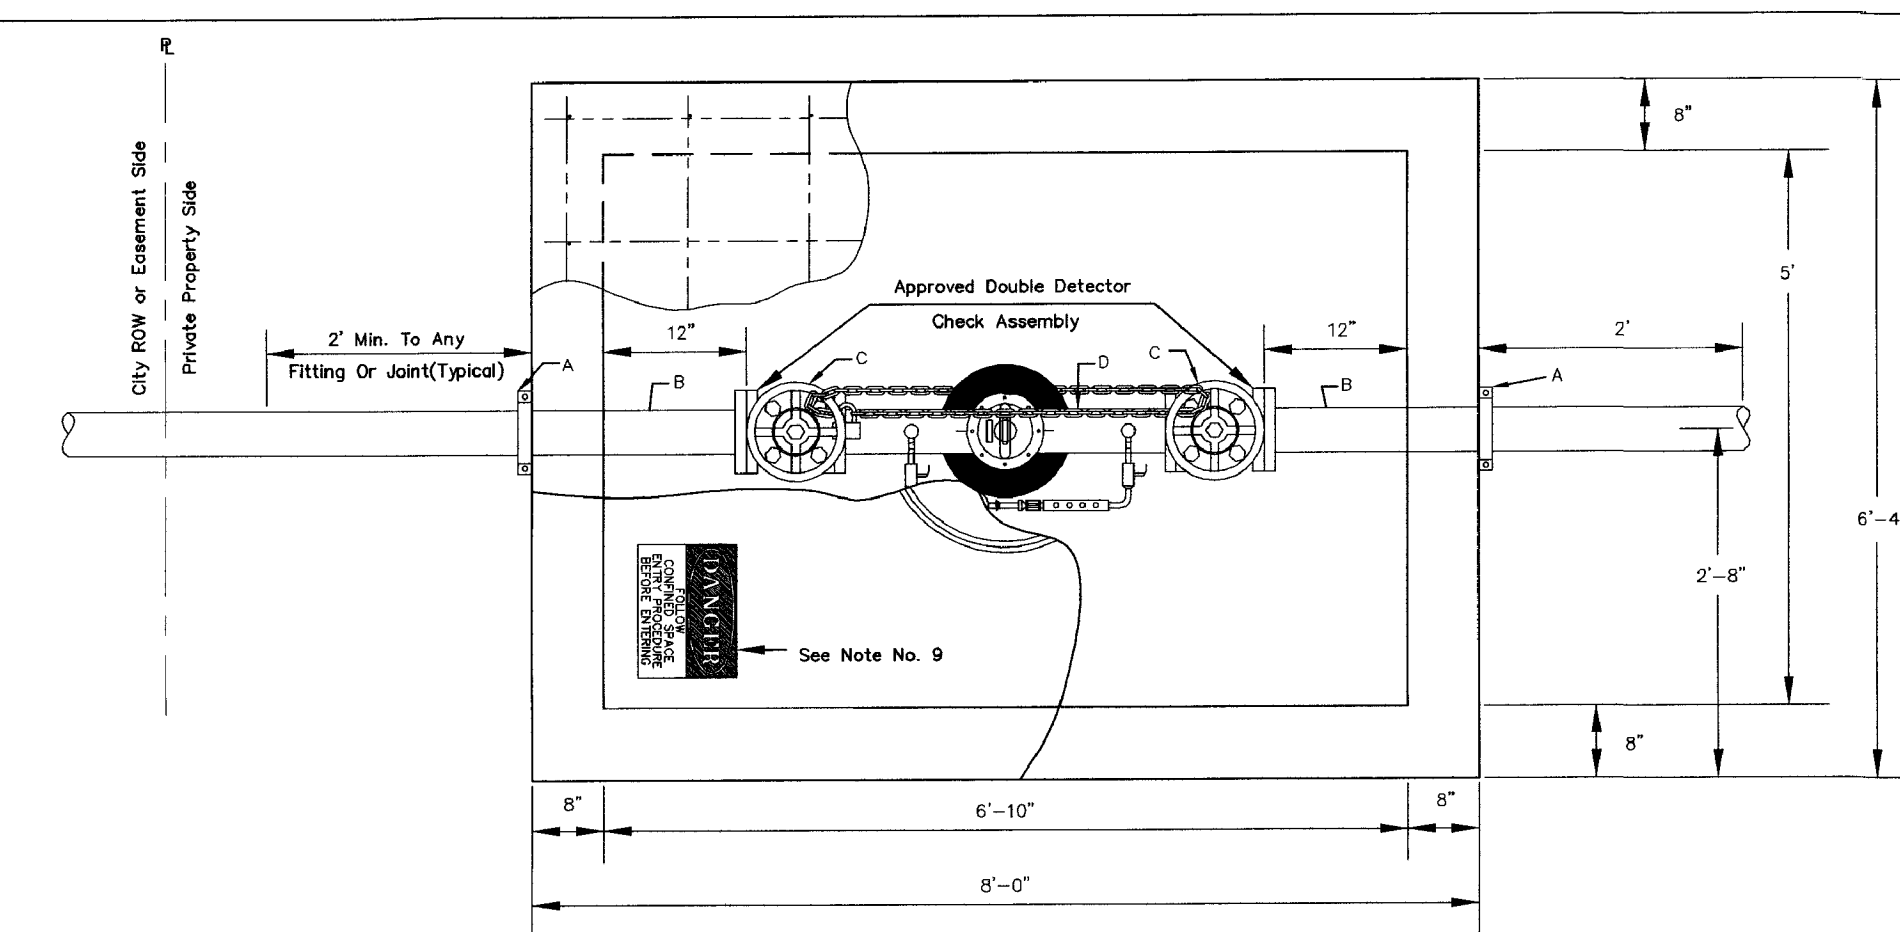 PL
City ROW or Easement Side
Private Property Side
2' Min. To Any
Fitting Or Joint(Typical)
A
B
12"
C
Approved Double Detector
Check Assembly
D
C
12"
B
A
2'
8"
5'
6'-4
2'-8"
8"
DANGER
FOLLOW
CONFINED SPACE
ENTRY PROCEDURE
BEFORE ENTERING
See Note No. 9
8"
6'-10"
8"
8'-0"